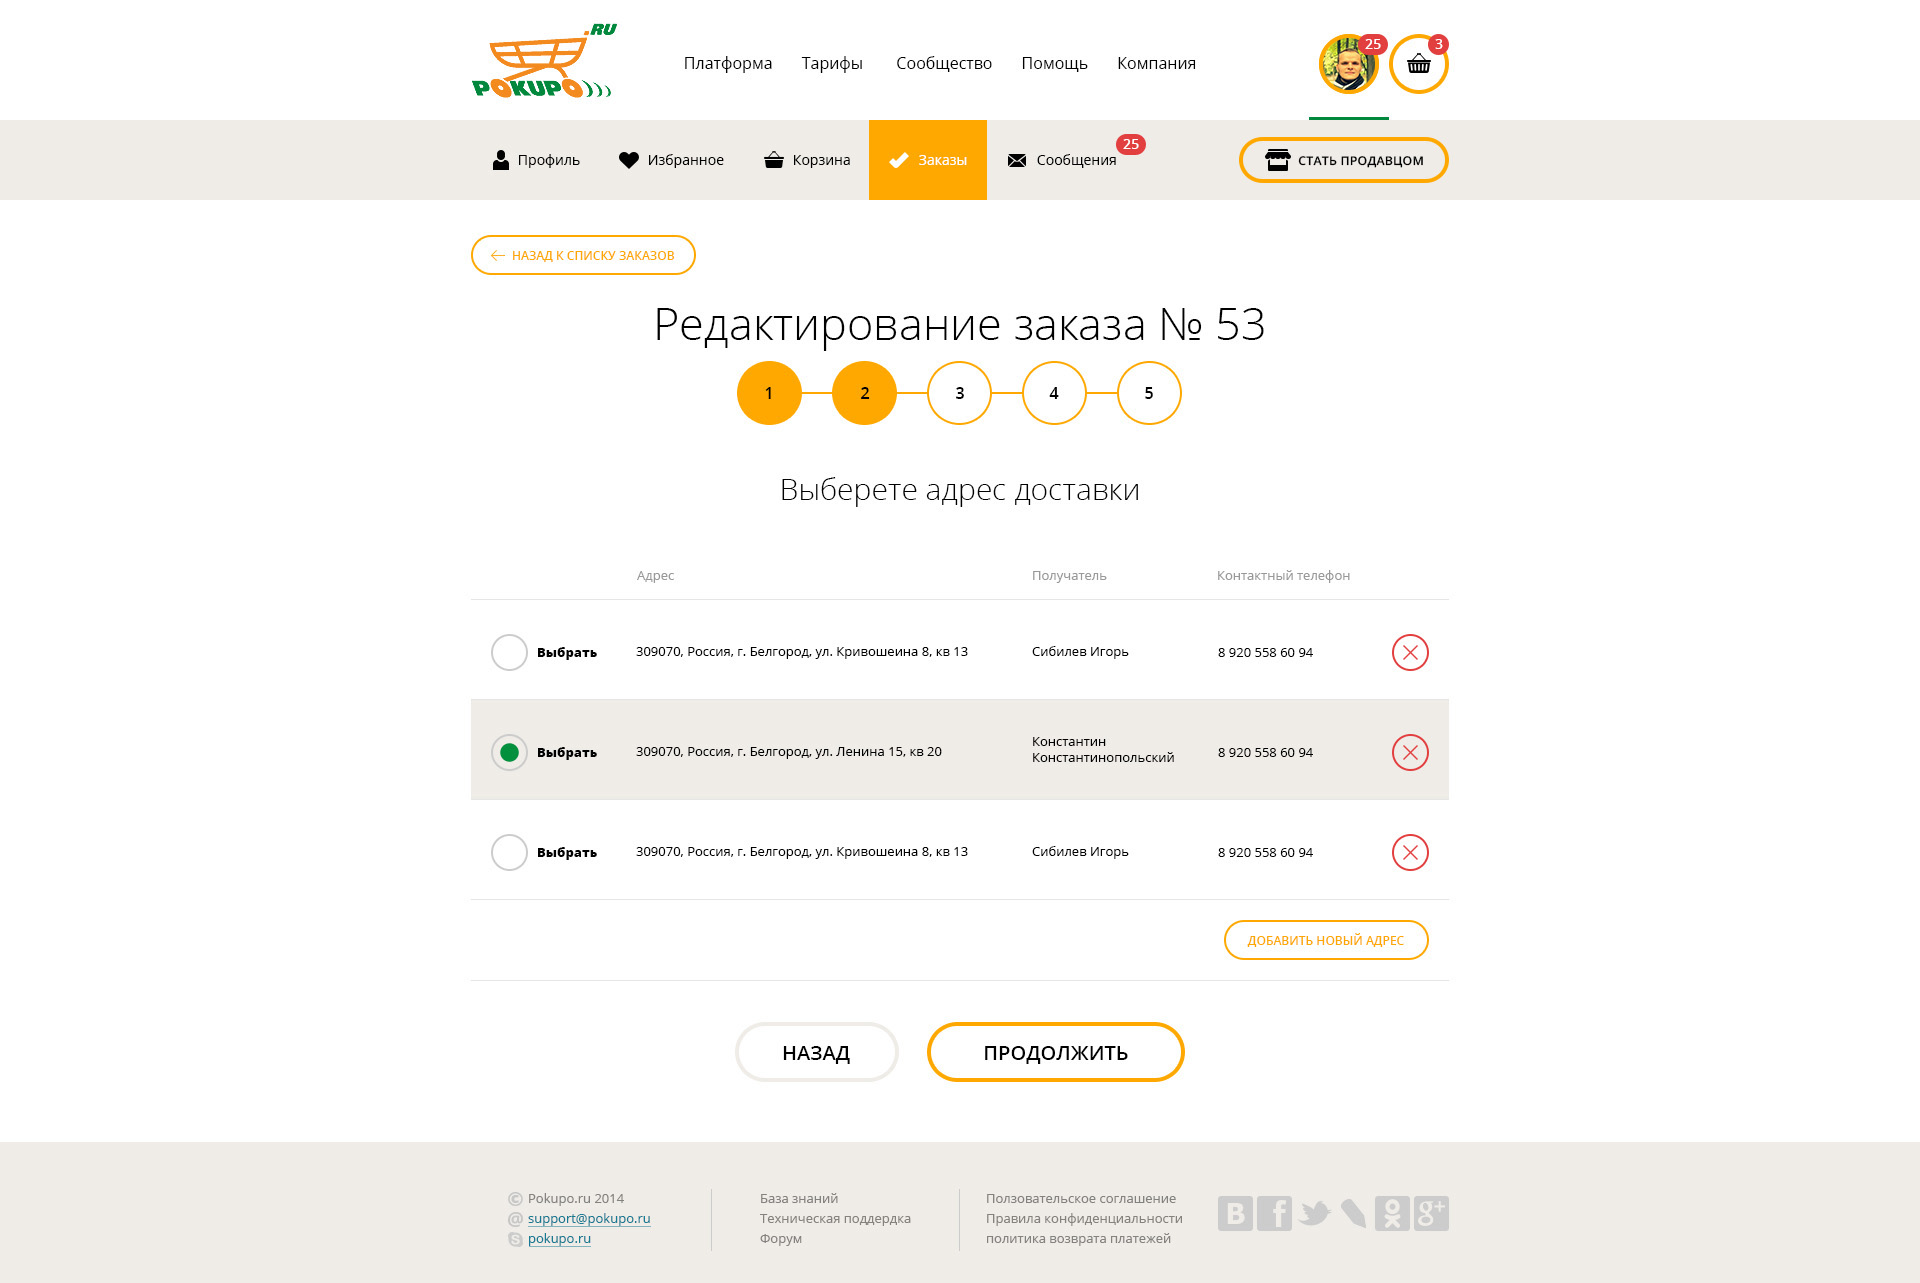 .RU
POKUPO
Платформа
Тарифы
Сообщество
Помощь
Компания
25
3
Профиль
Избранное
Корзина
Заказы
Сообщения
25
СТАТЬ ПРОДАВЦОМ
НАЗАД К СПИСКУ ЗАКАЗОВ
Редактирование заказа № 53
1 2 3 4 5
Выберете адрес доставки
Адрес Получатель Контактный телефон
Выбрать 309070, Россия, г. Белгород, ул. Кривошеина 8, кв 13 Сибилев Игорь 8 920 558 60 94
Выбрать 309070, Россия, г. Белгород, ул. Ленина 15, кв 20 Константин
Константинопольский 8 920 558 60 94
Выбрать 309070, Россия, г. Белгород, ул. Кривошеина 8, кв 13 Сибилев Игорь 8 920 558 60 94
ДОБАВИТЬ НОВЫЙ АДРЕС
НАЗАД
ПРОДОЛЖИТЬ
© Pokupo.ru 2014
@ support@pokupo.ru
pokupo.ru
База знаний
Техническая поддердка
Форум
Ползовательское соглашение
Правила конфиденциальности
политика возврата платежей